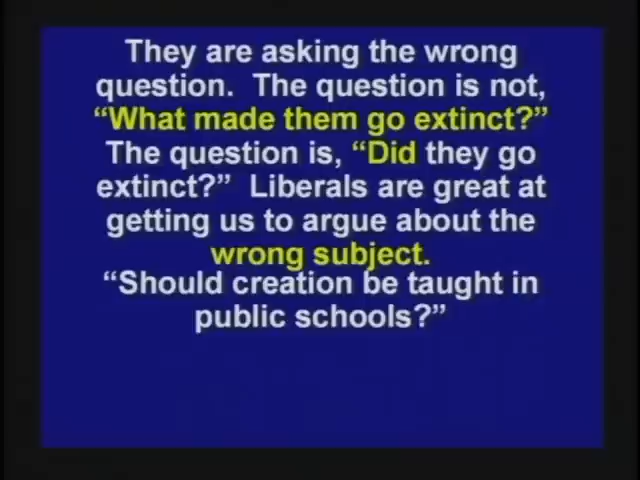 They are asking the wrong
question.  The question is not,
“What made them go extinct?”
The question is, “Did they go
extinct?”  Liberals are great at
getting us to argue about the
wrong subject.
“Should creation be taught in
public schools?”